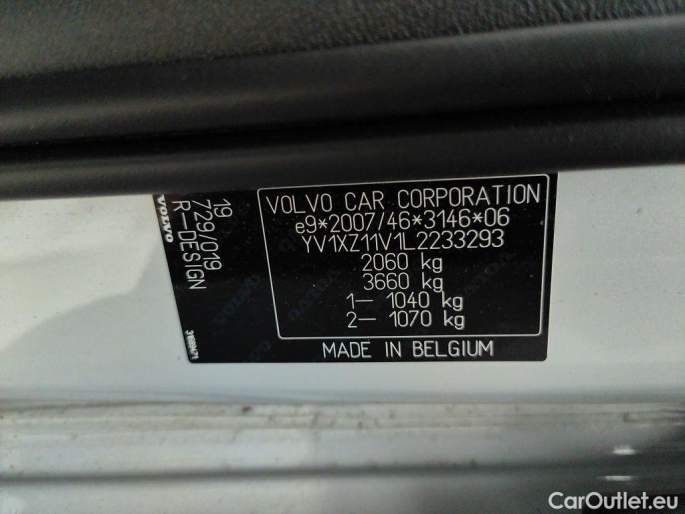 VOLVO CAR CORPORATION
e9*2007/46*3146*06
YV1XZ11V1L2233293
2060 kg
3660 kg
1– 1040 kg
2– 1070 kg
MADE IN BELGIUM
19
729/019
R–DESIGN
VOLVO
CarOutlet.eu